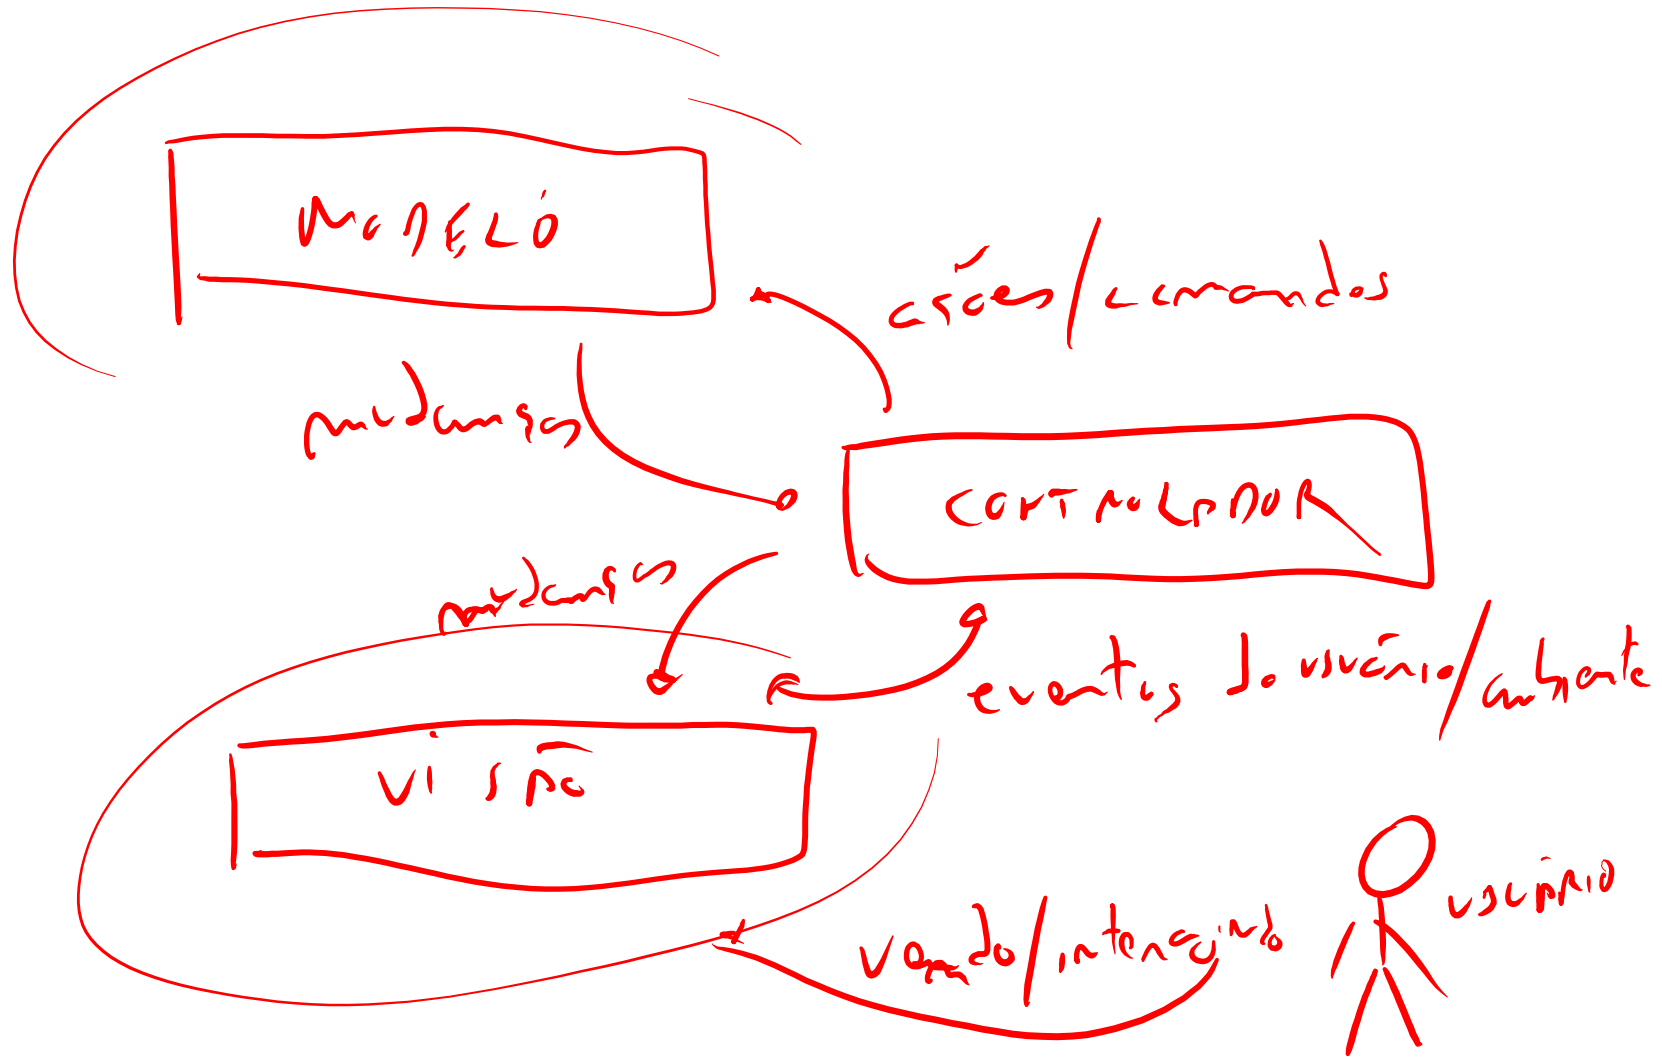 MODELO
ações/comandos
mudanças
CONTROLADOR
mudanças
eventos do usuário/ambiente
VISÃO
vendo/interagindo
USUÁRIO